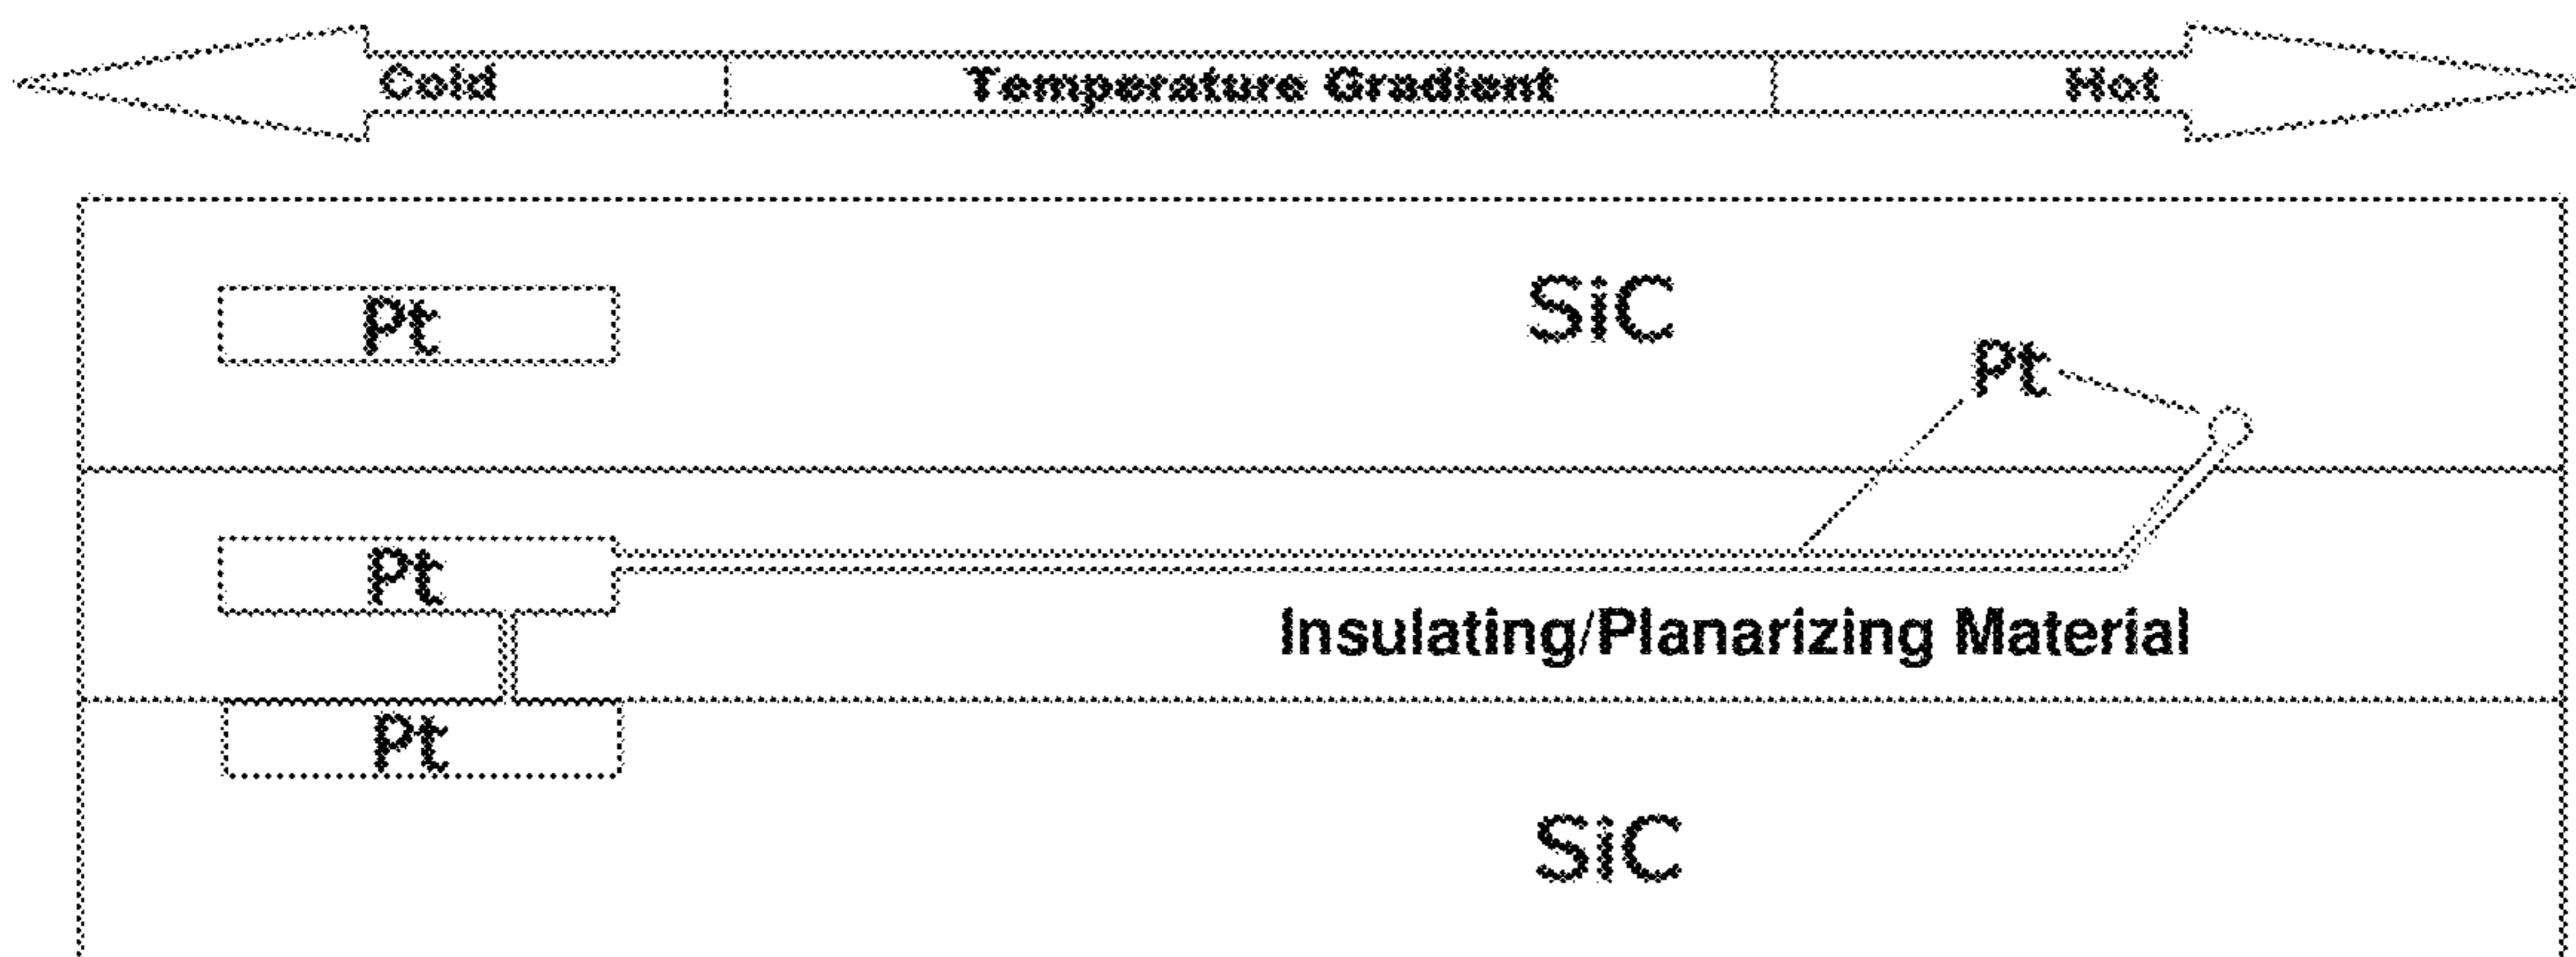 Cold Temperature Gradient Hot
Pt SiC
Pt
Pt
Insulating/Planarizing Material
Pt
SiC